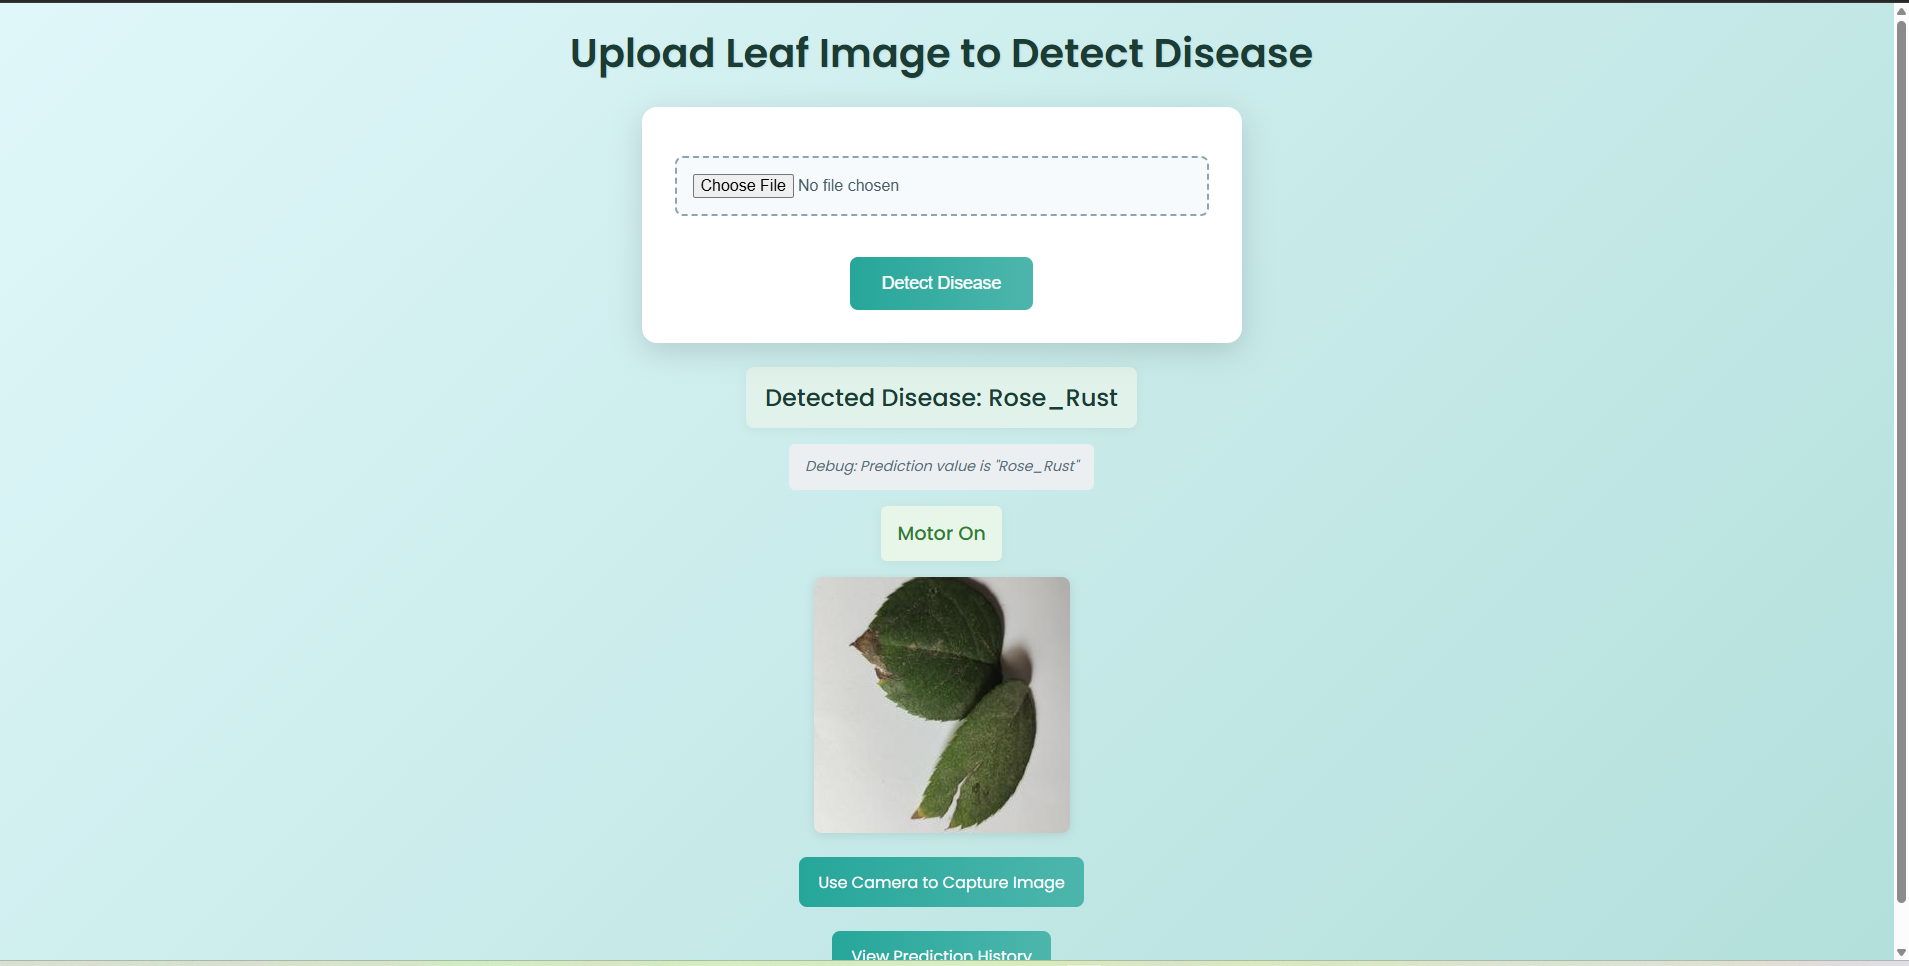 Upload Leaf Image to Detect Disease
Choose File No file chosen
Detect Disease
Detected Disease: Rose_Rust
Debug: Prediction value is "Rose_Rust"
Motor On
Use Camera to Capture Image
View Prediction History